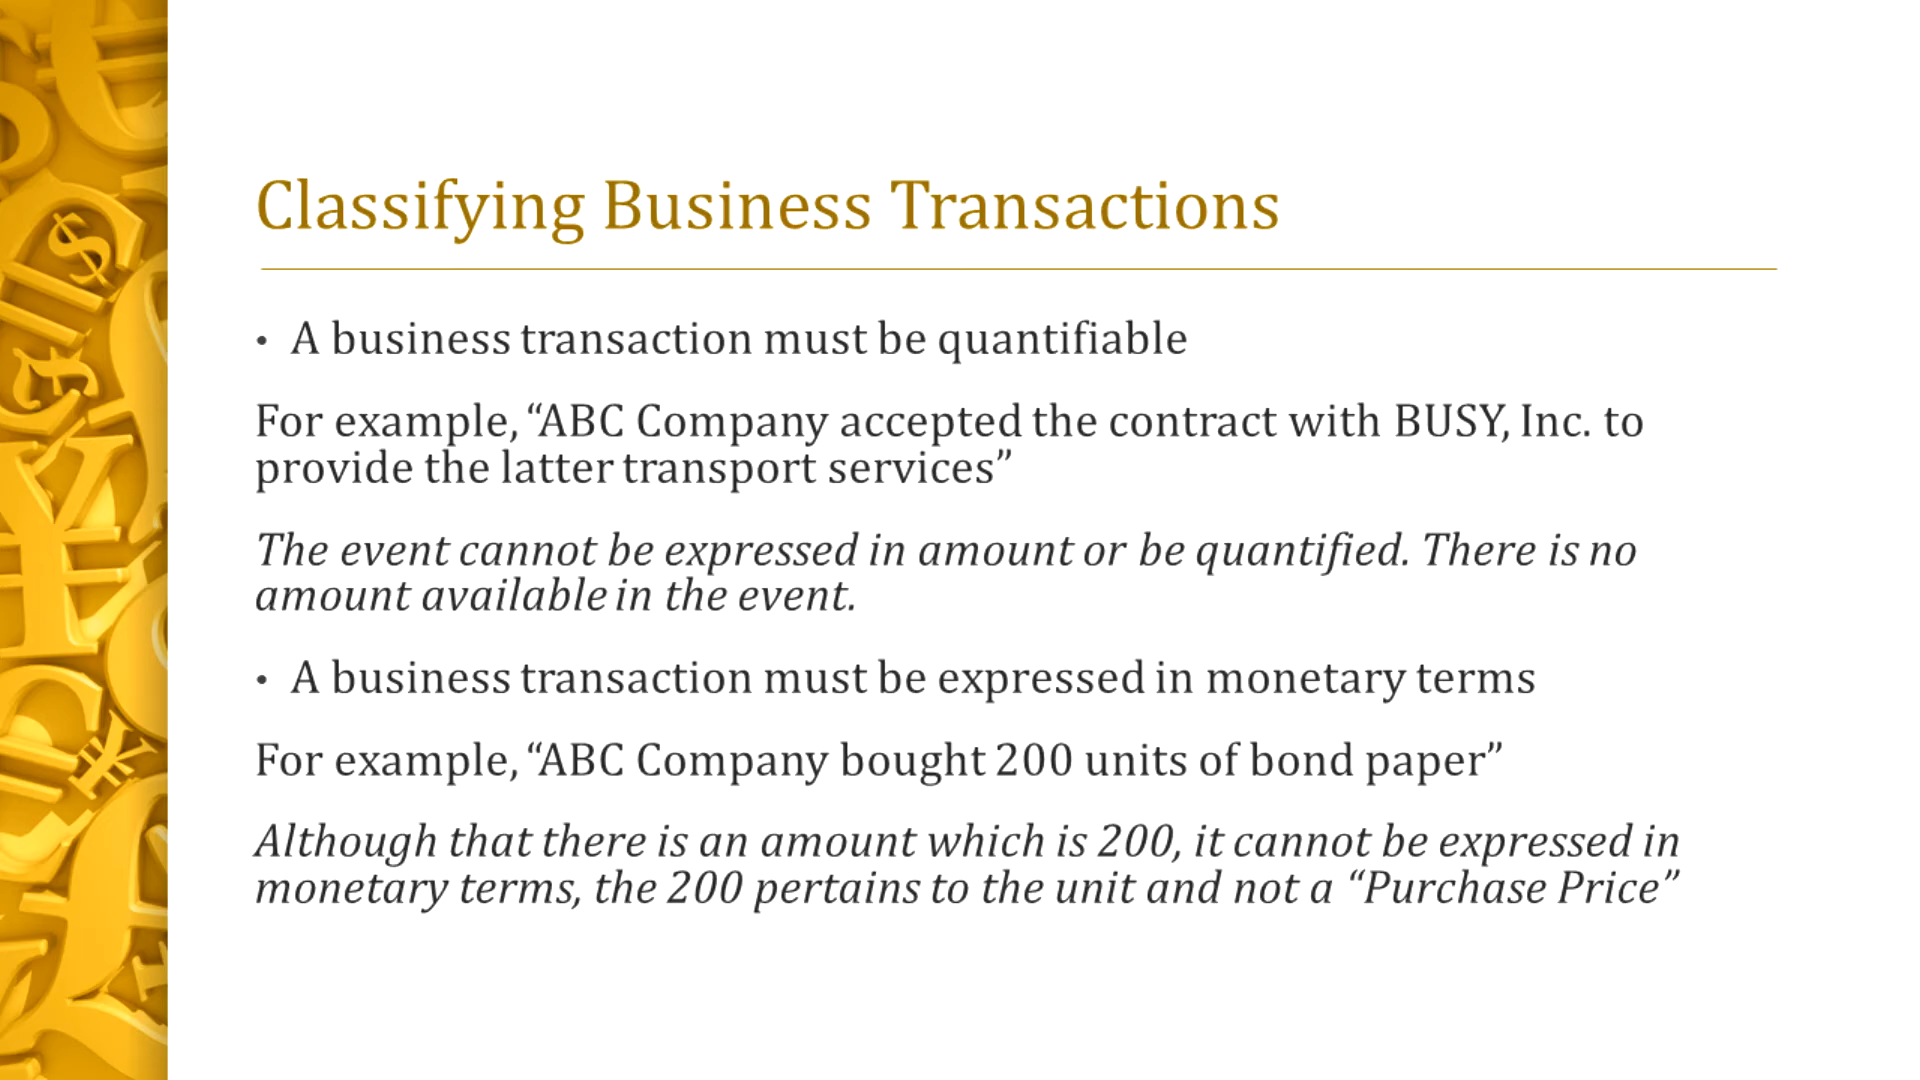 Classifying Business Transactions
• A business transaction must be quantifiable
For example, “ABC Company accepted the contract with BUSY, Inc. to
provide the latter transport services”
The event cannot be expressed in amount or be quantified. There is no
amount available in the event.
• A business transaction must be expressed in monetary terms
For example, “ABC Company bought 200 units of bond paper”
Although that there is an amount which is 200, it cannot be expressed in
monetary terms, the 200 pertains to the unit and not a “Purchase Price”